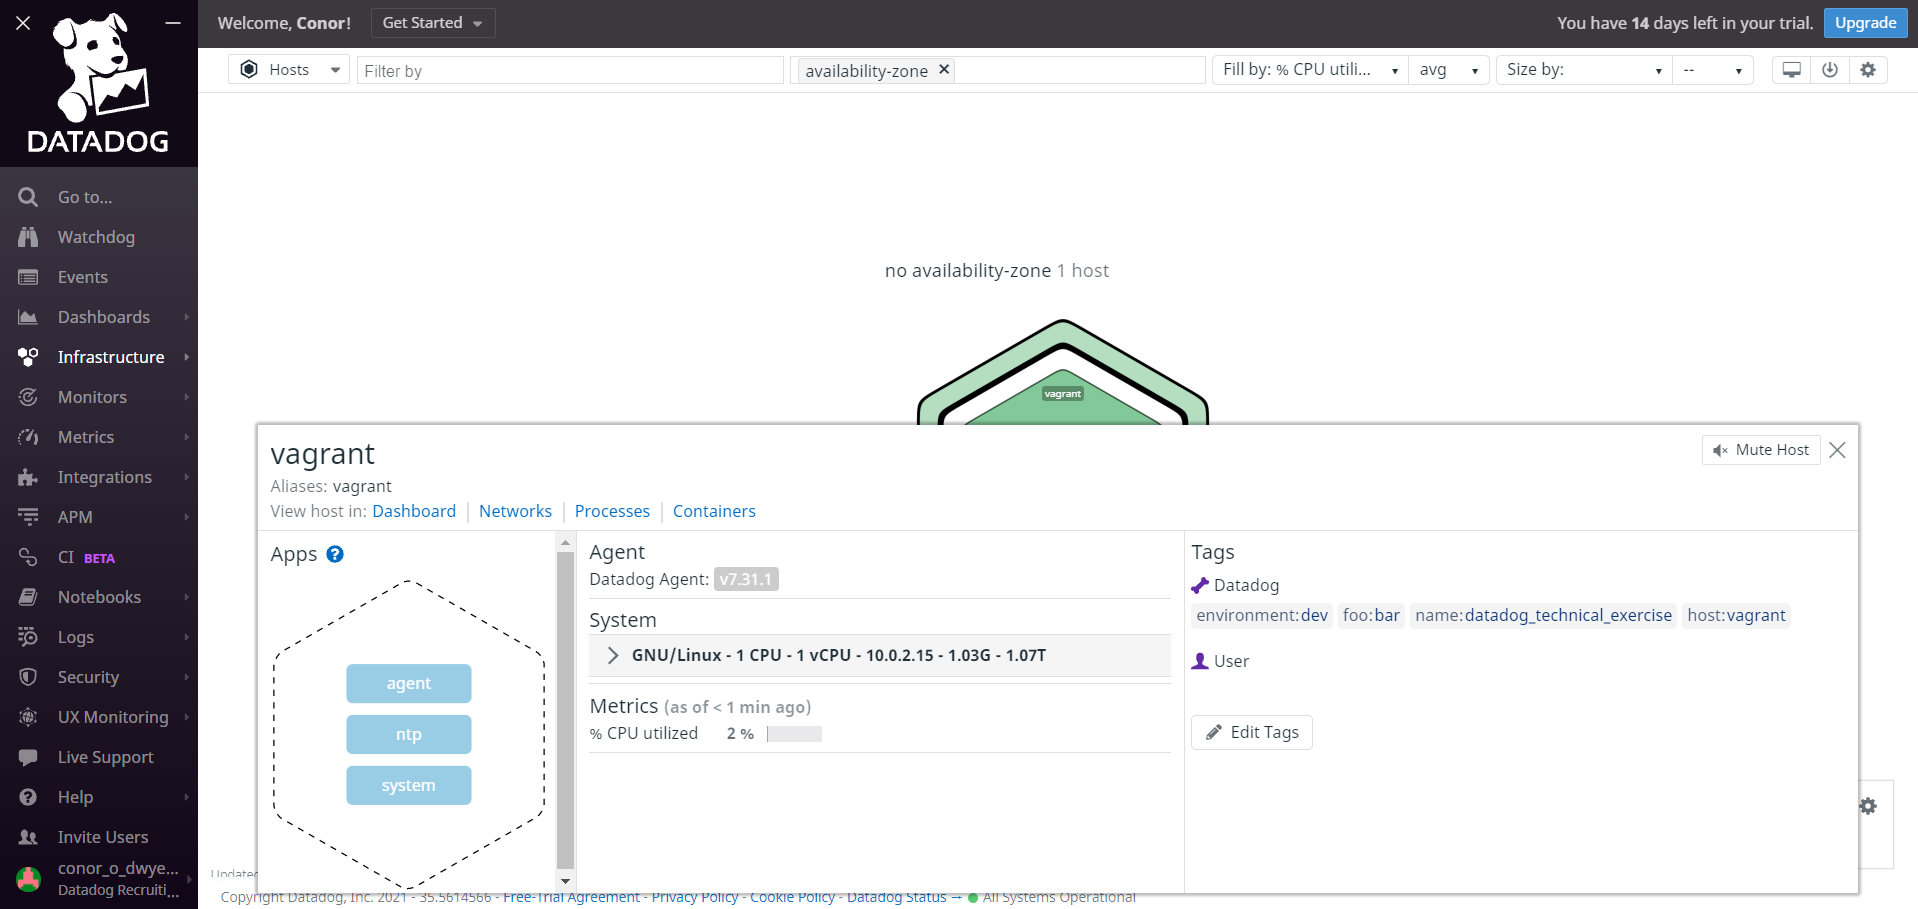 DATADOG
Go to...
Watchdog
Events
Dashboards
Infrastructure
Monitors
Metrics
Integrations
APM
CI BETA
Notebooks
Logs
Security
UX Monitoring
Live Support
Help
Invite Users
conor_o_dwye...
Datadog Recruiti...
Welcome, Conor! Get Started
You have 14 days left in your trial. Upgrade
Hosts Filter by availability-zone Fill by: % CPU utili... avg Size by: --
no availability-zone 1 host
vagrant
vagrant
Mute Host
Aliases: vagrant
View host in: Dashboard Networks Processes Containers
Apps ?
agent
ntp
system
Agent
Datadog Agent: v7.31.1
System
GNU/Linux - 1 CPU - 1 vCPU - 10.0.2.15 - 1.03G - 1.07T
Metrics (as of < 1 min ago)
% CPU utilized 2 %
Tags
Datadog
environment:dev foo:bar name:datadog_technical_exercise host:vagrant
User
Edit Tags
Updated
Copyright Datadog, Inc. 2021 - 35.5614566 - Free-Trial Agreement - Privacy Policy - Cookie Policy - Datadog Status → All Systems Operational